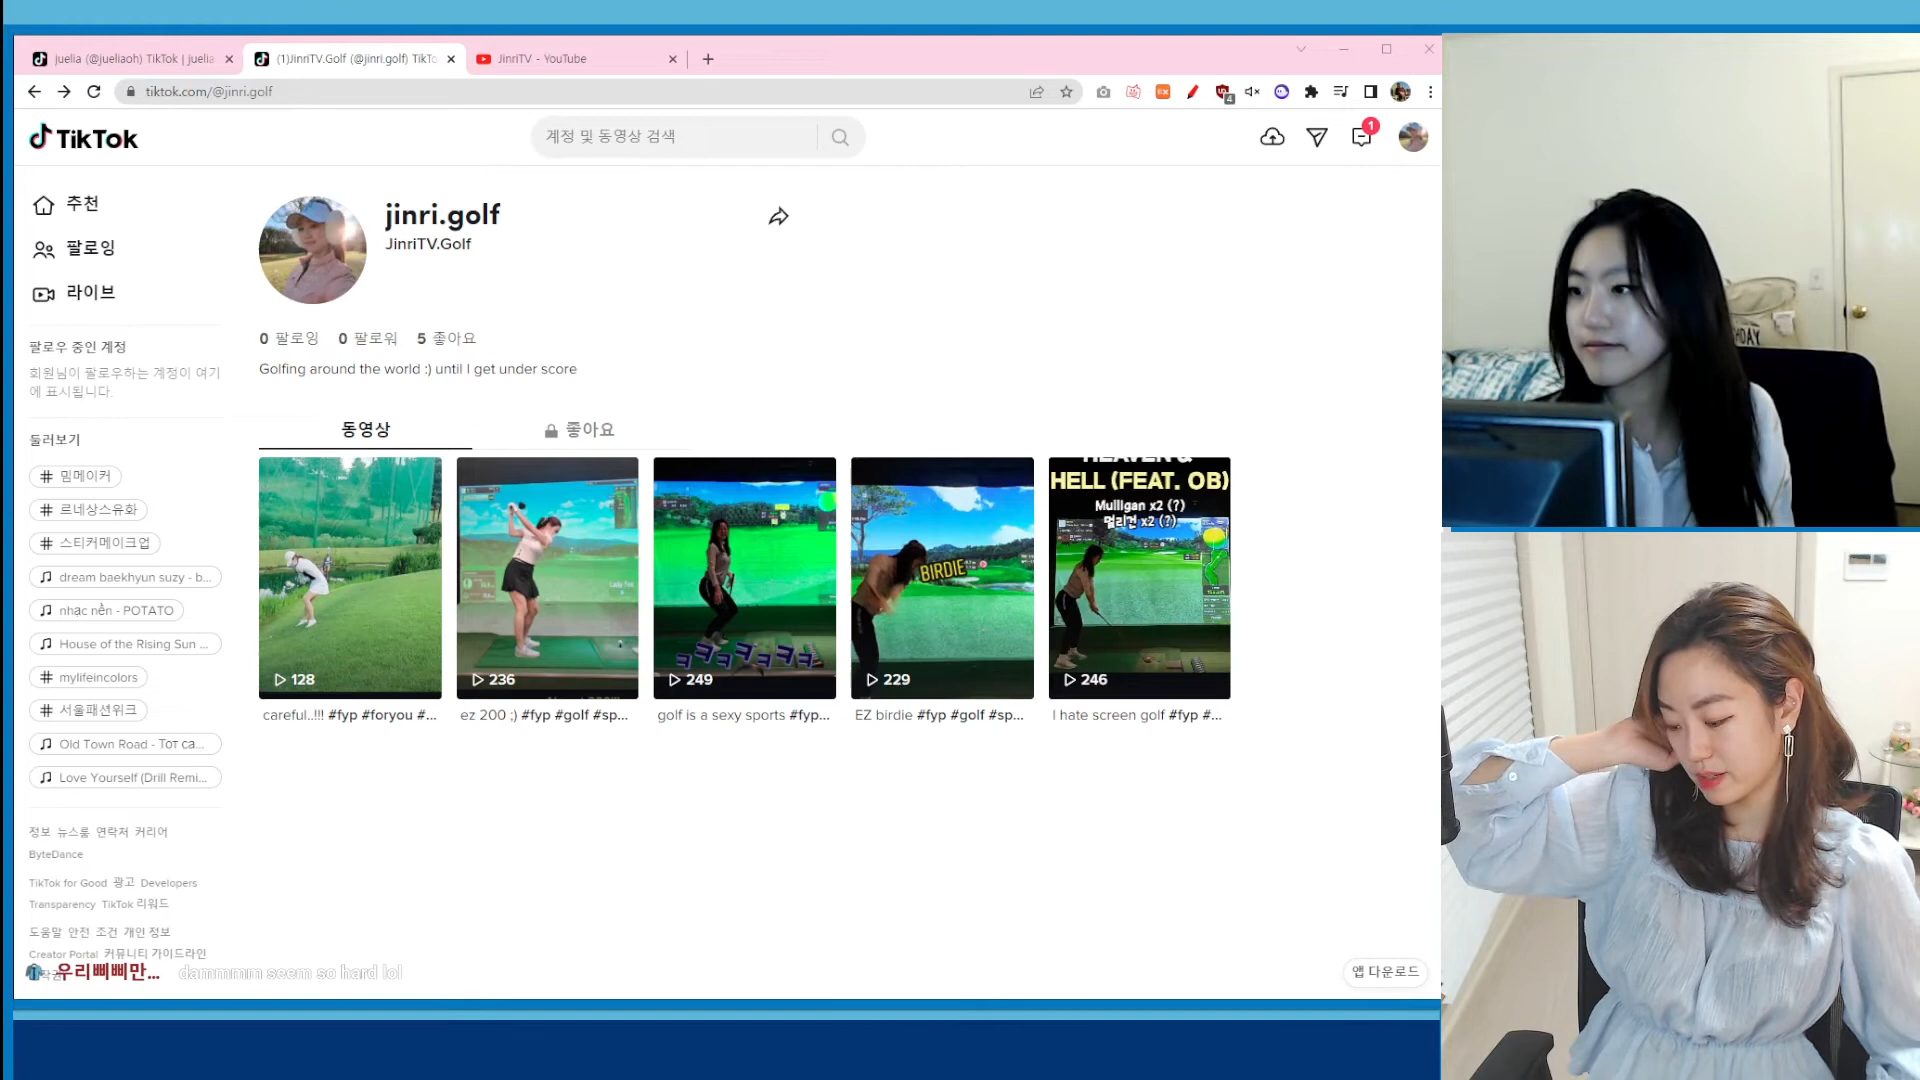 juelia (@jueliaoh) TikTok | juelia
(1)JinriTV.Golf (@jinri.golf) TikTo
JinriTV - YouTube
tiktok.com/@jinri.golf
4
TikTok
계정 및 동영상 검색
1
추천
팔로잉
라이브
팔로우 중인 계정
회원님이 팔로우하는 계정이 여기
에 표시됩니다.
둘러보기
# 밈메이커
# 르네상스유화
# 스티커메이크업
dream baekhyun suzy - b...
nhạc nền - POTATO
House of the Rising Sun ...
# mylifeincolors
# 서울패션위크
Old Town Road - Тот са...
Love Yourself (Drill Remi...
정보 뉴스룸 연락처 커리어
ByteDance
TikTok for Good 광고 Developers
Transparency TikTok 리워드
도움말 안전 조건 개인 정보
Creator Portal 커뮤니티 가이드라인
jinri.golf
JinriTV.Golf
0 팔로잉 0 팔로워 5 좋아요
Golfing around the world :) until I get under score
동영상
좋아요
128
careful..!!! #fyp #foryou #...
236
ez 200 ;) #fyp #golf #sp...
ㅋㅋㅋㅋㅋㅋ
249
golf is a sexy sports #fyp...
BIRDIE
229
EZ birdie #fyp #golf #sp...
HEAVEN &
HELL (FEAT. OB)
Mulligan x2 (?)
멀리건 x2 (?)
246
I hate screen golf #fyp #...
우리삐삐만... dammmm seem so hard lol
앱 다운로드